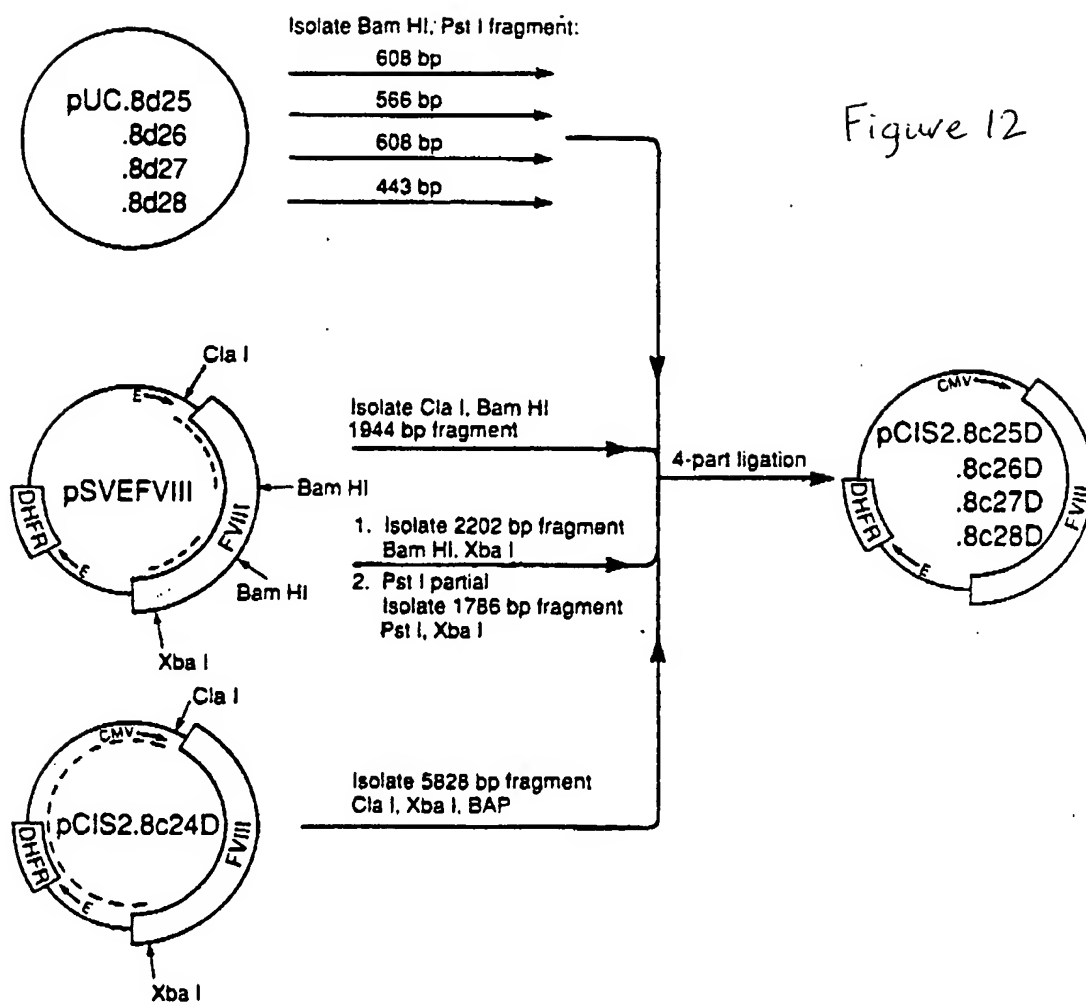 Isolate Bam HI, Pst I fragment:
608 bp
566 bp
608 bp
443 bp
pUC.8d25
.8d26
.8d27
.8d28
Figure 12
Cla I
E
pSVEFVIII
FVIII
DHFR
E
Bam HI
Bam HI
Xba I
Isolate Cla I, Bam HI
1944 bp fragment
1. Isolate 2202 bp fragment
Bam HI, Xba I
2. Pst I partial
Isolate 1786 bp fragment
Pst I, Xba I
4-part ligation
CMV
pCIS2.8c25D
.8c26D
.8c27D
.8c28D
FVIII
DHFR
E
Cla I
CMV
pCIS2.8c24D
FVIII
DHFR
E
Xba I
Isolate 5828 bp fragment
Cla I, Xba I, BAP